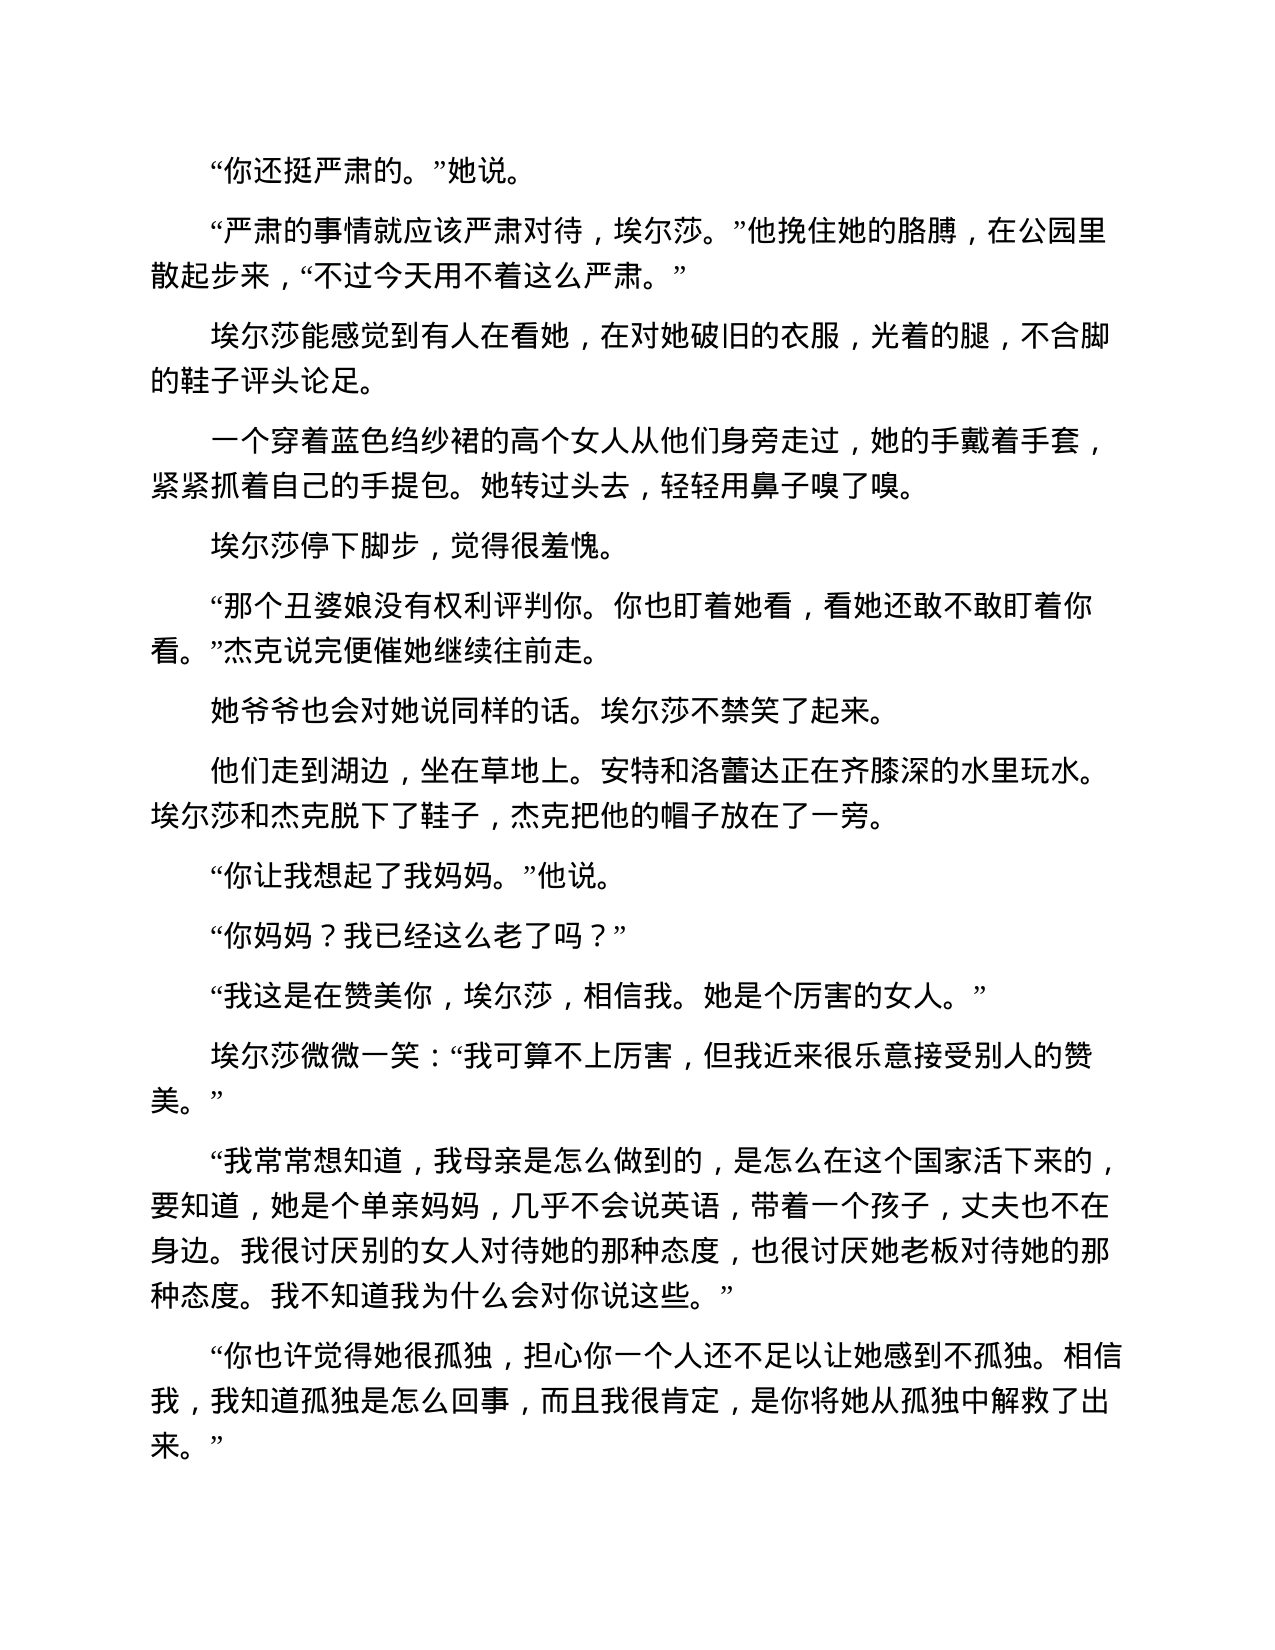 “你还挺严肃的。”她说。
“严肃的事情就应该严肃对待，埃尔莎。”他挽住她的胳膊，在公园里
散起步来，“不过今天用不着这么严肃。”
埃尔莎能感觉到有人在看她，在对她破旧的衣服，光着的腿，不合脚
的鞋子评头论足。
一个穿着蓝色绉纱裙的高个女人从他们身旁走过，她的手戴着手套，
紧紧抓着自己的手提包。她转过头去，轻轻用鼻子嗅了嗅。
埃尔莎停下脚步，觉得很羞愧。
“那个丑婆娘没有权利评判你。你也盯着她看，看她还敢不敢盯着你
看。”杰克说完便催她继续往前走。
她爷爷也会对她说同样的话。埃尔莎不禁笑了起来。
他们走到湖边，坐在草地上。安特和洛蕾达正在齐膝深的水里玩水。
埃尔莎和杰克脱下了鞋子，杰克把他的帽子放在了一旁。
“你让我想起了我妈妈。”他说。
“你妈妈？我已经这么老了吗？”
“我这是在赞美你，埃尔莎，相信我。她是个厉害的女人。”
埃尔莎微微一笑：“我可算不上厉害，但我近来很乐意接受别人的赞
美。”
“我常常想知道，我母亲是怎么做到的，是怎么在这个国家活下来的，
要知道，她是个单亲妈妈，几乎不会说英语，带着一个孩子，丈夫也不在
身边。我很讨厌别的女人对待她的那种态度，也很讨厌她老板对待她的那
种态度。我不知道我为什么会对你说这些。”
“你也许觉得她很孤独，担心你一个人还不足以让她感到不孤独。相信
我，我知道孤独是怎么回事，而且我很肯定，是你将她从孤独中解救了出
来。”